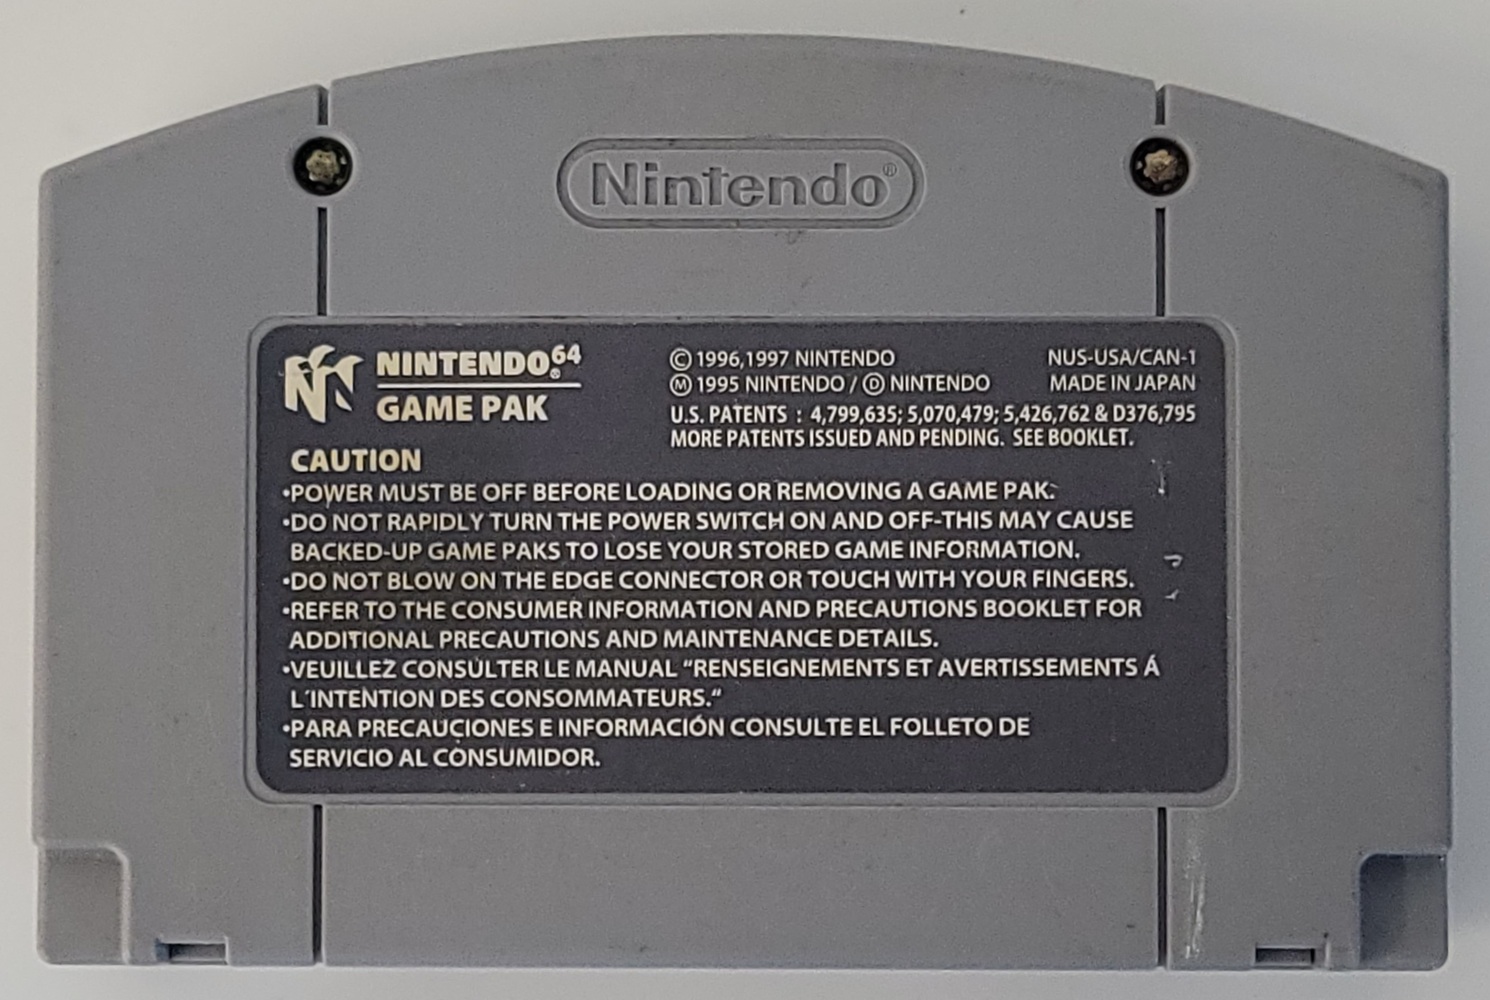 Nintendo®
NINTENDO⁶⁴®
GAME PAK
© 1996,1997 NINTENDO
NUS-USA/CAN-1
Ⓜ 1995 NINTENDO / Ⓓ NINTENDO
MADE IN JAPAN
U.S. PATENTS : 4,799,635; 5,070,479; 5,426,762 & D376,795
MORE PATENTS ISSUED AND PENDING. SEE BOOKLET.
CAUTION
•POWER MUST BE OFF BEFORE LOADING OR REMOVING A GAME PAK.
•DO NOT RAPIDLY TURN THE POWER SWITCH ON AND OFF-THIS MAY CAUSE
BACKED-UP GAME PAKS TO LOSE YOUR STORED GAME INFORMATION.
•DO NOT BLOW ON THE EDGE CONNECTOR OR TOUCH WITH YOUR FINGERS.
•REFER TO THE CONSUMER INFORMATION AND PRECAUTIONS BOOKLET FOR
ADDITIONAL PRECAUTIONS AND MAINTENANCE DETAILS.
•VEUILLEZ CONSULTER LE MANUAL “RENSEIGNEMENTS ET AVERTISSEMENTS Á
L´INTENTION DES CONSOMMATEURS.“
•PARA PRECAUCIONES E INFORMACIÓN CONSULTE EL FOLLETO DE
SERVICIO AL CONSUMIDOR.